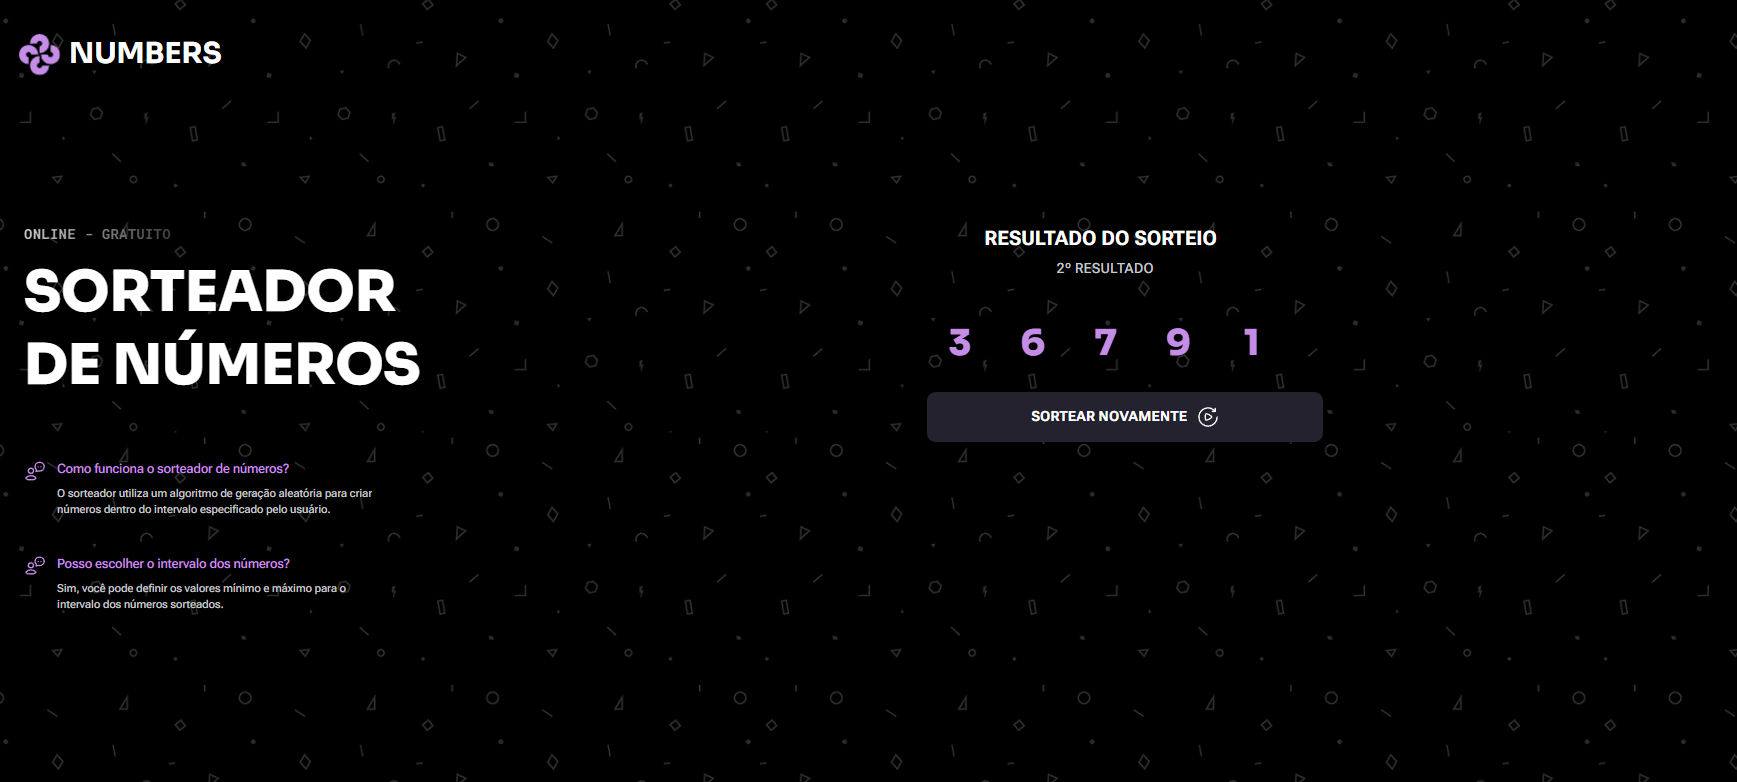 NUMBERS
ONLINE - GRATUITO
SORTEADOR
DE NÚMEROS
Como funciona o sorteador de números?
O sorteador utiliza um algoritmo de geração aleatória para criar
números dentro do intervalo especificado pelo usuário.
Posso escolher o intervalo dos números?
Sim, você pode definir os valores mínimo e máximo para o
intervalo dos números sorteados.
RESULTADO DO SORTEIO
2º RESULTADO
3 6 7 9 1
SORTEAR NOVAMENTE